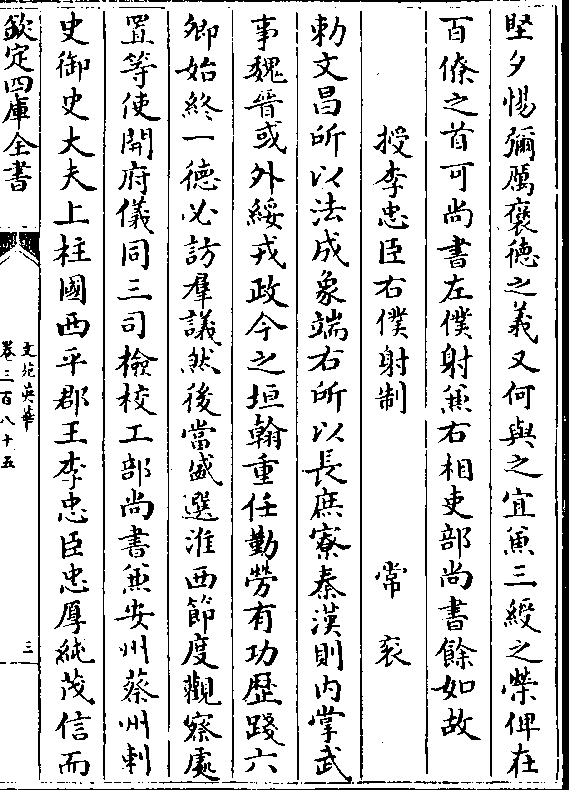 堅夕惕彌厲褒德之義又何與之宜兼三綬之榮俾在
百僚之首可尚書左僕射兼右相吏部尚書餘如故
授李忠臣右僕射制 常衮
勅文昌所以法成象端右所以長庶寮秦漢則内掌武
事魏晉或外綏戎政今之垣翰重任勤勞有功歴踐六
卿始終一德必訪羣議然後當盛選淮西節度觀察處
置等使開府儀同三司檢校工部尚書兼安州蔡州刺
史御史大夫上柱國西平郡王李忠臣忠厚純茂信而
欽定四庫全書
文苑英華
卷三百八十五
三